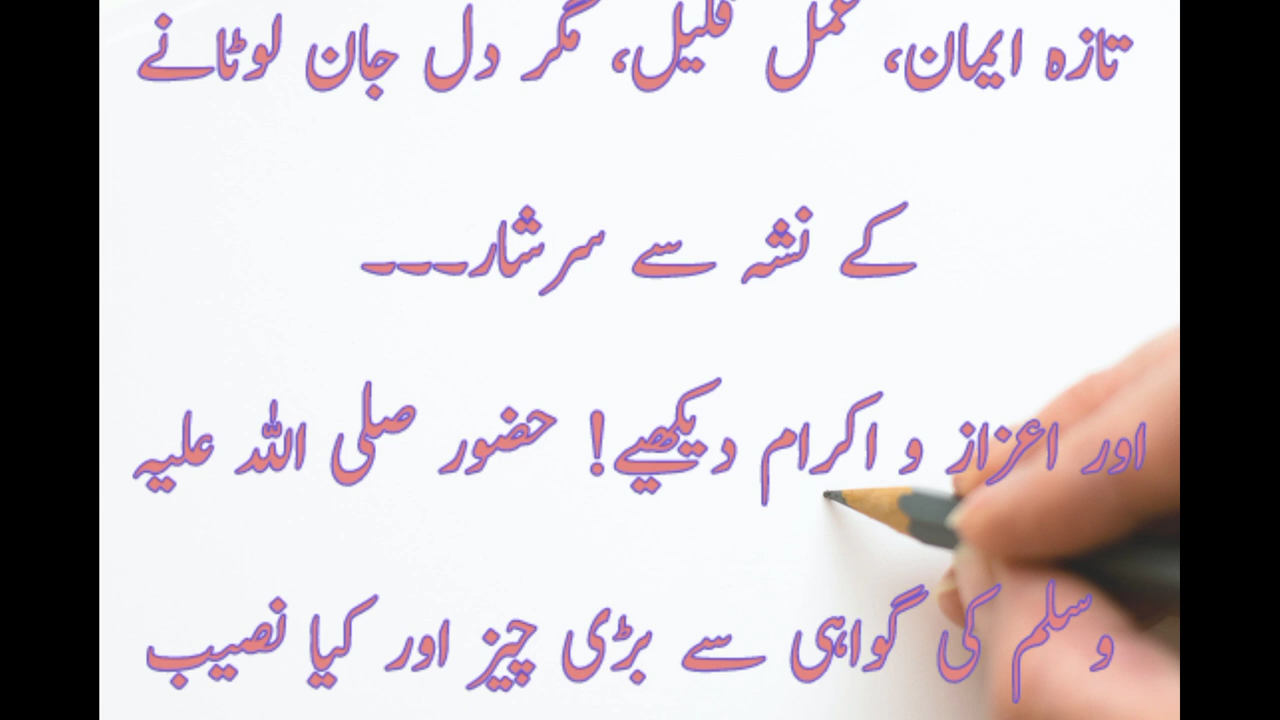 تازہ ایمان، عمل قلیل، مگر دل جان لوٹانے
کے نشہ سے سرشار۔۔۔
اور اعزاز و اکرام دیکھیے! حضور صلی اللہ علیہ
وسلم کی گواہی سے بڑی چیز اور کیا نصیب